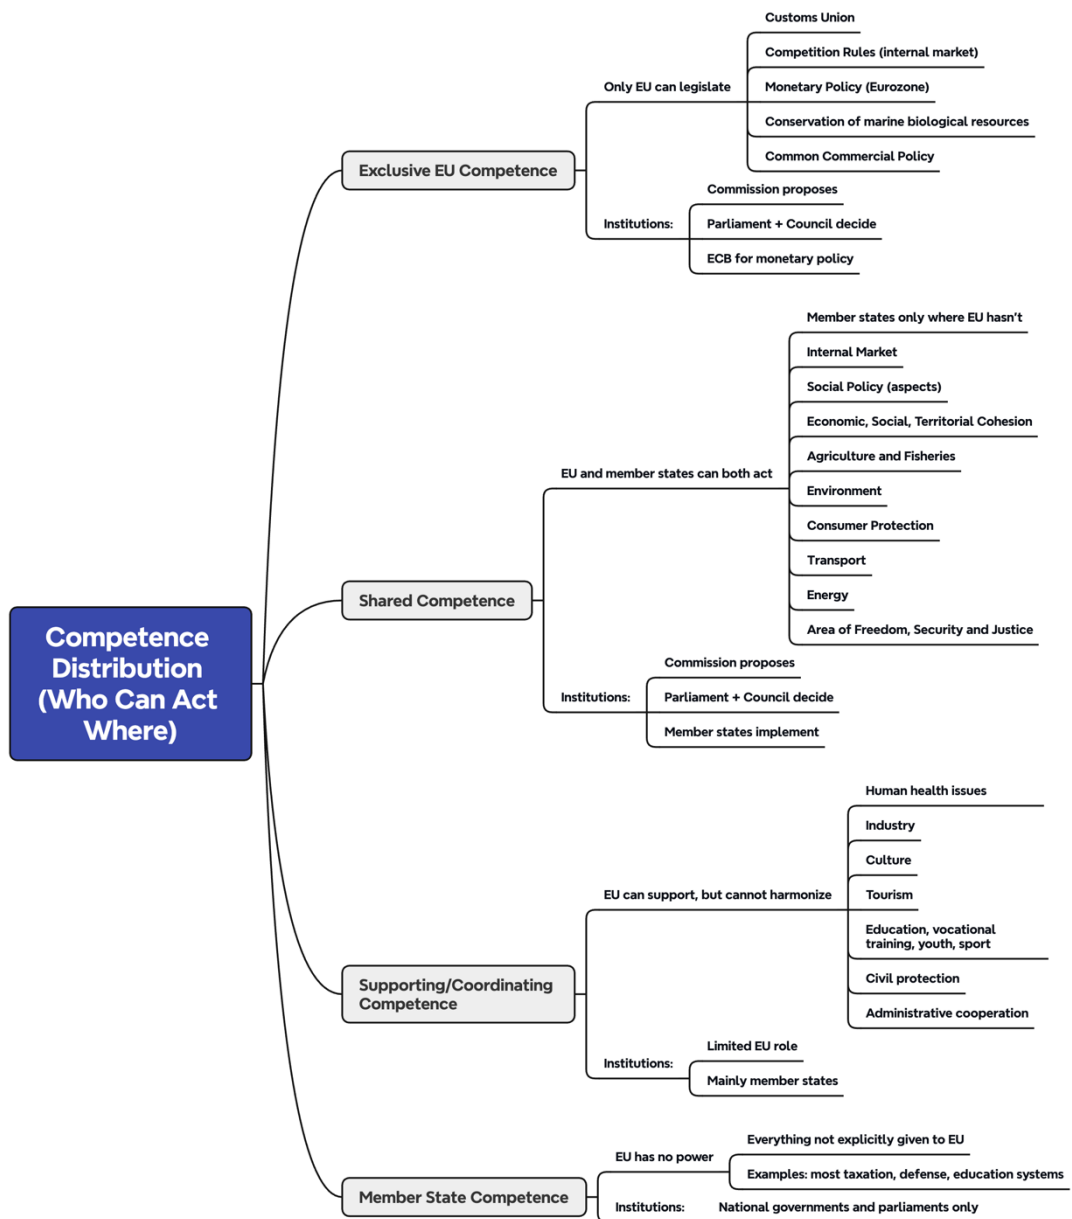 Competence
Distribution
(Who Can Act
Where)
Exclusive EU Competence
Only EU can legislate
Customs Union
Competition Rules (internal market)
Monetary Policy (Eurozone)
Conservation of marine biological resources
Common Commercial Policy
Institutions:
Commission proposes
Parliament + Council decide
ECB for monetary policy
Shared Competence
EU and member states can both act
Member states only where EU hasn't
Internal Market
Social Policy (aspects)
Economic, Social, Territorial Cohesion
Agriculture and Fisheries
Environment
Consumer Protection
Transport
Energy
Area of Freedom, Security and Justice
Institutions:
Commission proposes
Parliament + Council decide
Member states implement
Supporting/Coordinating
Competence
EU can support, but cannot harmonize
Human health issues
Industry
Culture
Tourism
Education, vocational
training, youth, sport
Civil protection
Administrative cooperation
Institutions:
Limited EU role
Mainly member states
Member State Competence
EU has no power
Everything not explicitly given to EU
Examples: most taxation, defense, education systems
Institutions:
National governments and parliaments only